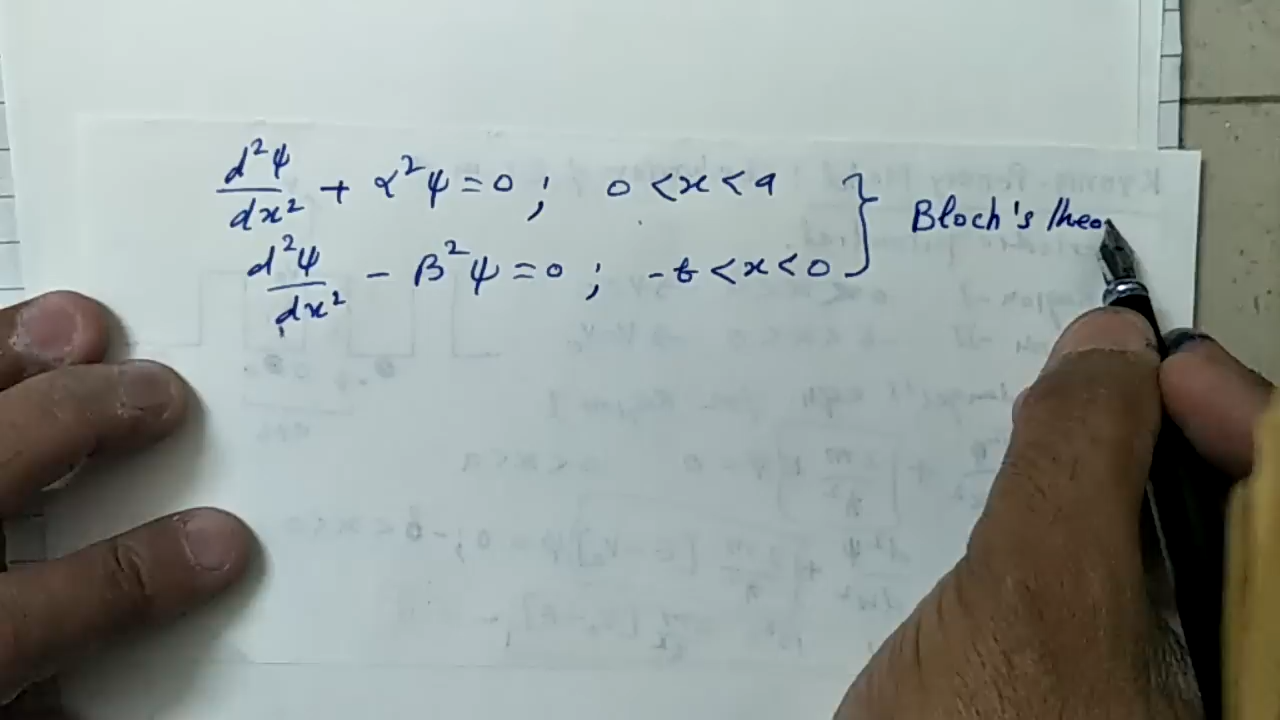 d²ψ/dx² + α²ψ = 0 ; 0 < x < a
d²ψ/dx² - β²ψ = 0 ; -b < x < 0 } Bloch's theo